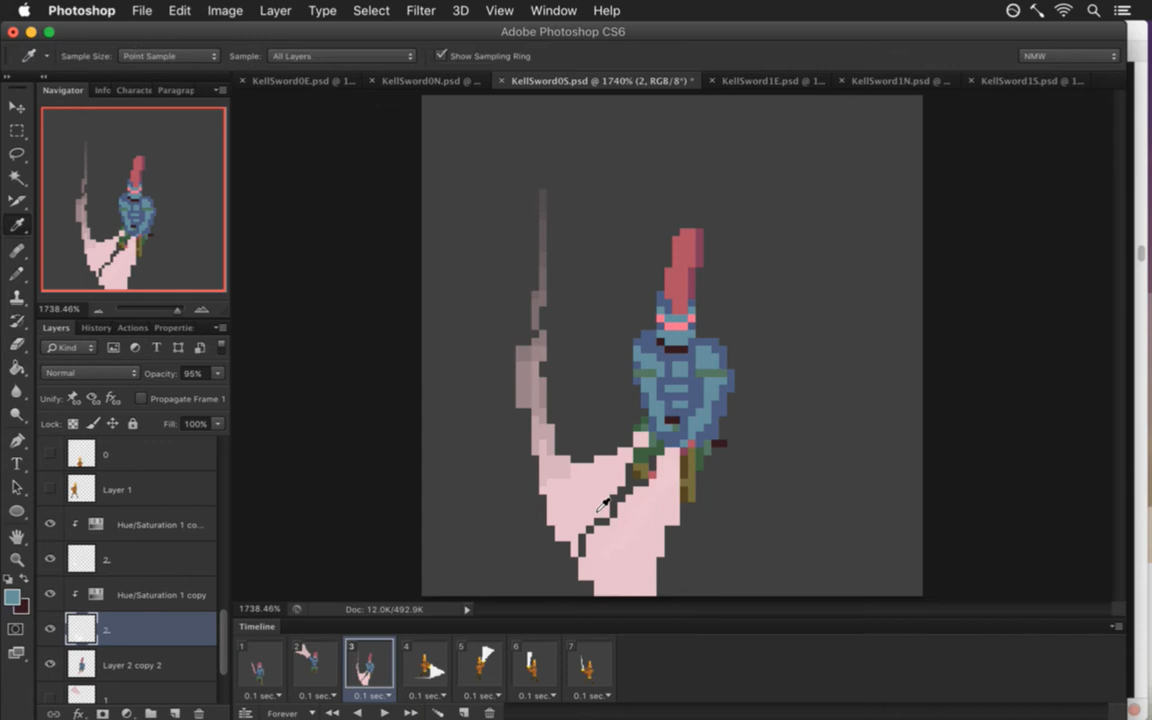 Photoshop File Edit Image Layer Type Select Filter 3D View Window Help
Adobe Photoshop CS6
Sample Size: Point Sample Sample: All Layers Show Sampling Ring NMW
KellSword0E.psd @ 1... KellSword0N.psd @ ... KellSword0S.psd @ 1740% (2, RGB/8*) * KellSword1E.psd @ 1... KellSword1N.psd @ ... KellSword1S.psd @ 1...
Navigator Info Characte Paragrap
1738.46%
Layers History Actions Propertie
Kind
Normal Opacity: 95%
Unify: Propagate Frame 1
Lock: Fill: 100%
0
Layer 1
Hue/Saturation 1 co...
2
Hue/Saturation 1 copy
2
Layer 2 copy 2
1
1738.46% Doc: 12.0K/492.9K
Timeline
1 2 3 4 5 6 7
0.1 sec. 0.1 sec. 0.1 sec. 0.1 sec. 0.1 sec. 0.1 sec. 0.1 sec.
Forever